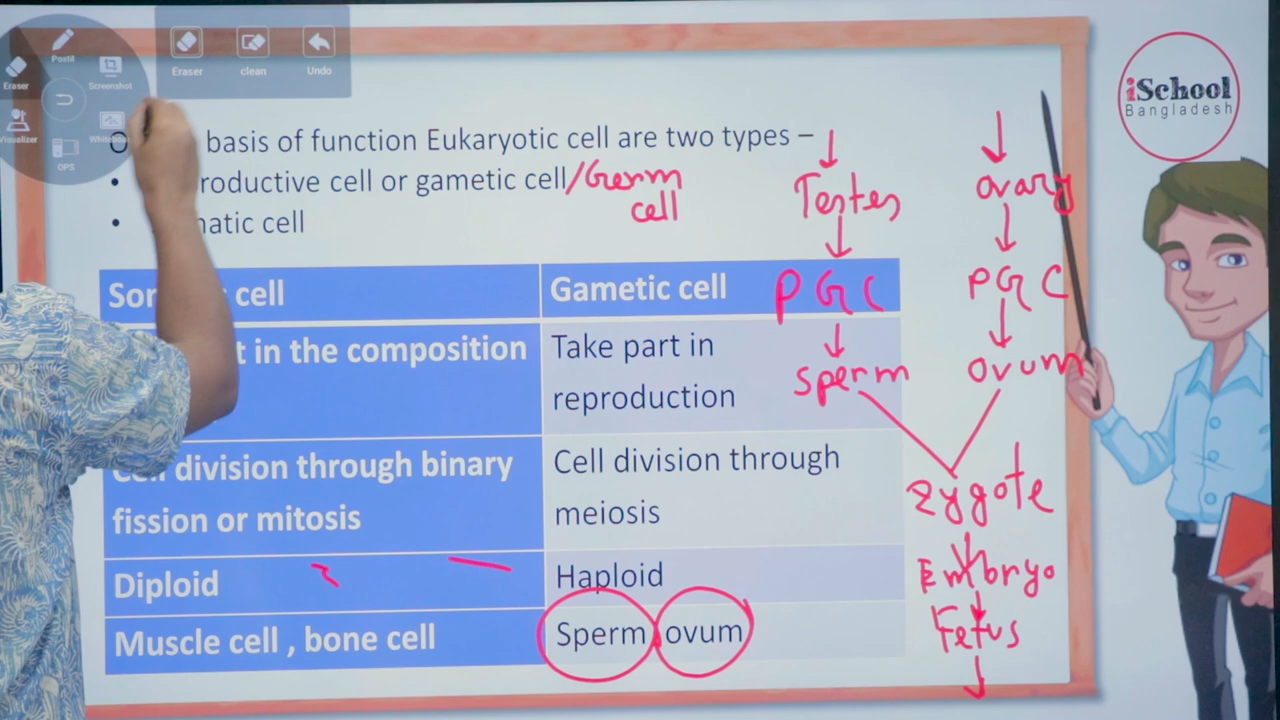 Postil
Eraser
Screenshot
Visualizer
OPS
Eraser
clean
Undo
iSchool
Bangladesh
basis of function Eukaryotic cell are two types –
roductive cell or gametic cell/Germ
cell
atic cell
↓
Testes
↓
PGC
↓
Sperm
↓
ovary
↓
PGC
↓
ovum
Zygote
↓
Embryo
↓
Fetus
↓
cell
Gametic cell
t in the composition
Take part in
reproduction
division through binary
fission or mitosis
Cell division through
meiosis
Diploid
Haploid
Muscle cell , bone cell
Sperm ovum